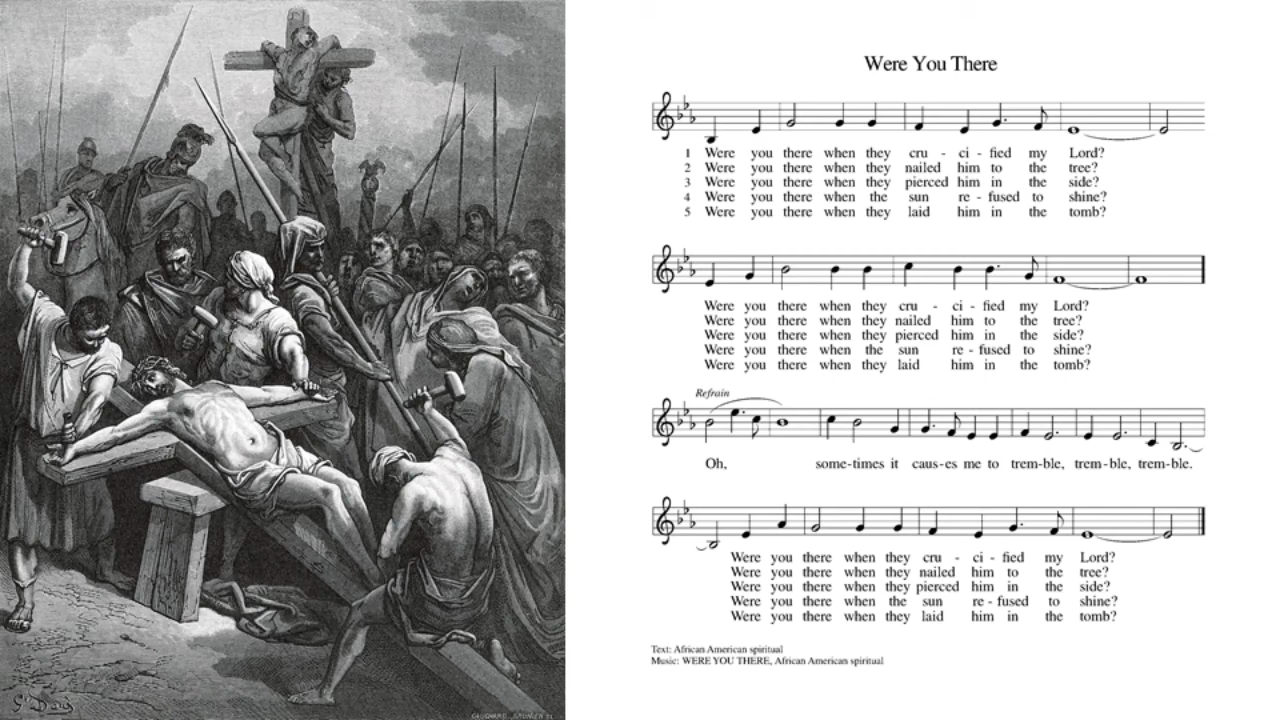 Were You There
1 Were you there when they cru - ci - fied my Lord?
2 Were you there when they nailed him to the tree?
3 Were you there when they pierced him in the side?
4 Were you there when the sun re - fused to shine?
5 Were you there when they laid him in the tomb?
Were you there when they cru - ci - fied my Lord?
Were you there when they nailed him to the tree?
Were you there when they pierced him in the side?
Were you there when the sun re - fused to shine?
Were you there when they laid him in the tomb?
Refrain
Oh, some-times it caus-es me to trem-ble, trem-ble, trem-ble.
Were you there when they cru - ci - fied my Lord?
Were you there when they nailed him to the tree?
Were you there when they pierced him in the side?
Were you there when the sun re - fused to shine?
Were you there when they laid him in the tomb?
Text: African American spiritual
Music: WERE YOU THERE, African American spiritual